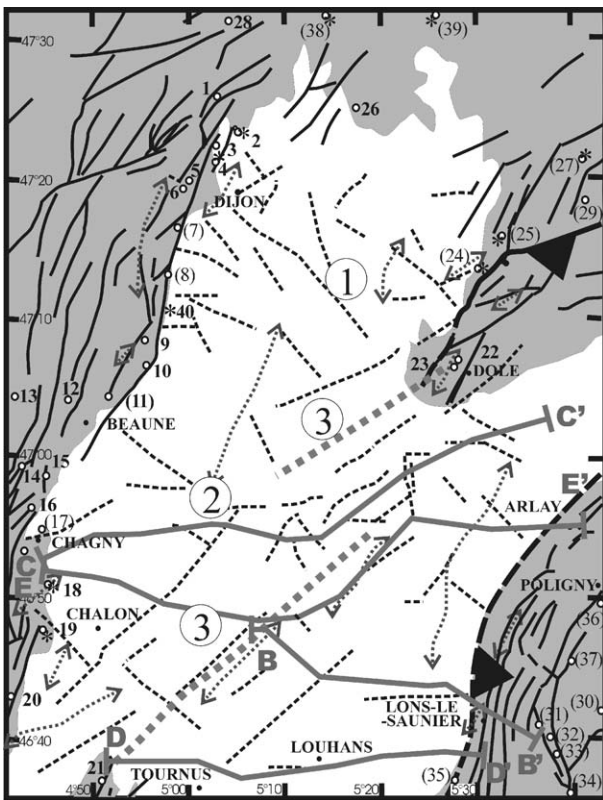 47°30
28
(38)
(39)
1
26
2
3
4
(27)
47°20
5
6
DIJON
(29)
(7)
(25)
(24)
(8)
1
47°10
40
9
22
23
10
DOLE
13
12
(11)
3
BEAUNE
C'
47°00
15
14
E'
2
16
ARLAY
(17)
CHAGNY
C
E
POLIGNY
18
46°50
(36)
3
19
CHALON
B
(37)
20
LONS-LE
-SAUNIER
(30)
(31)
D
(32)
46°40
B'
LOUHANS
(33)
D'
21
TOURNUS
(35)
(34)
4°50
5°00
5°10
5°20
5°30